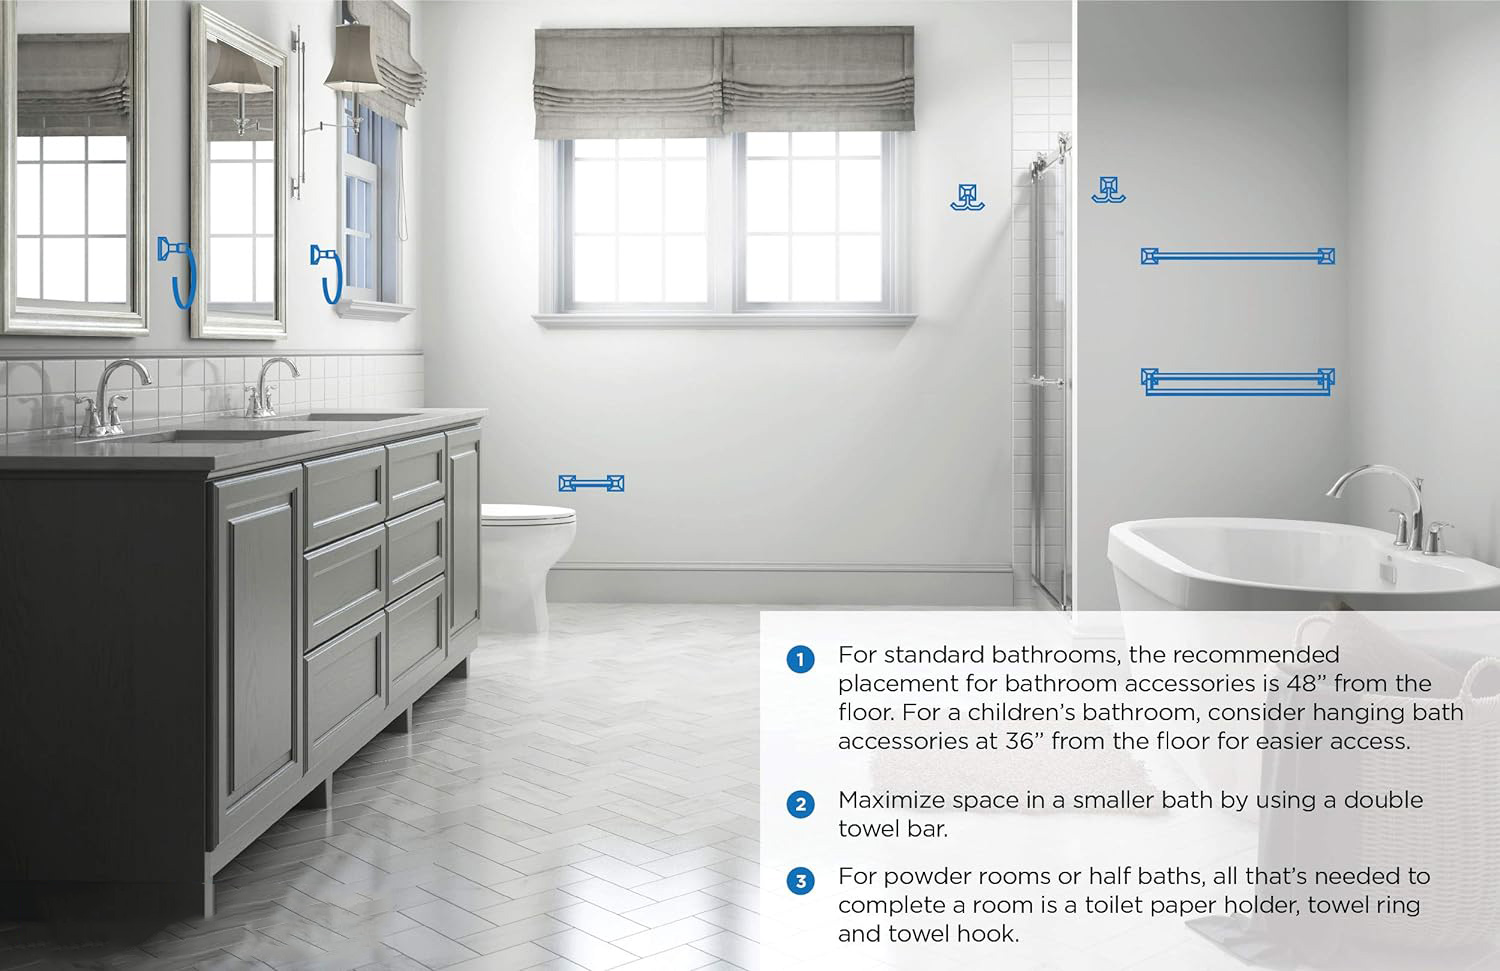 1 For standard bathrooms, the recommended
placement for bathroom accessories is 48” from the
floor. For a children’s bathroom, consider hanging bath
accessories at 36” from the floor for easier access.
2 Maximize space in a smaller bath by using a double
towel bar.
3 For powder rooms or half baths, all that’s needed to
complete a room is a toilet paper holder, towel ring
and towel hook.